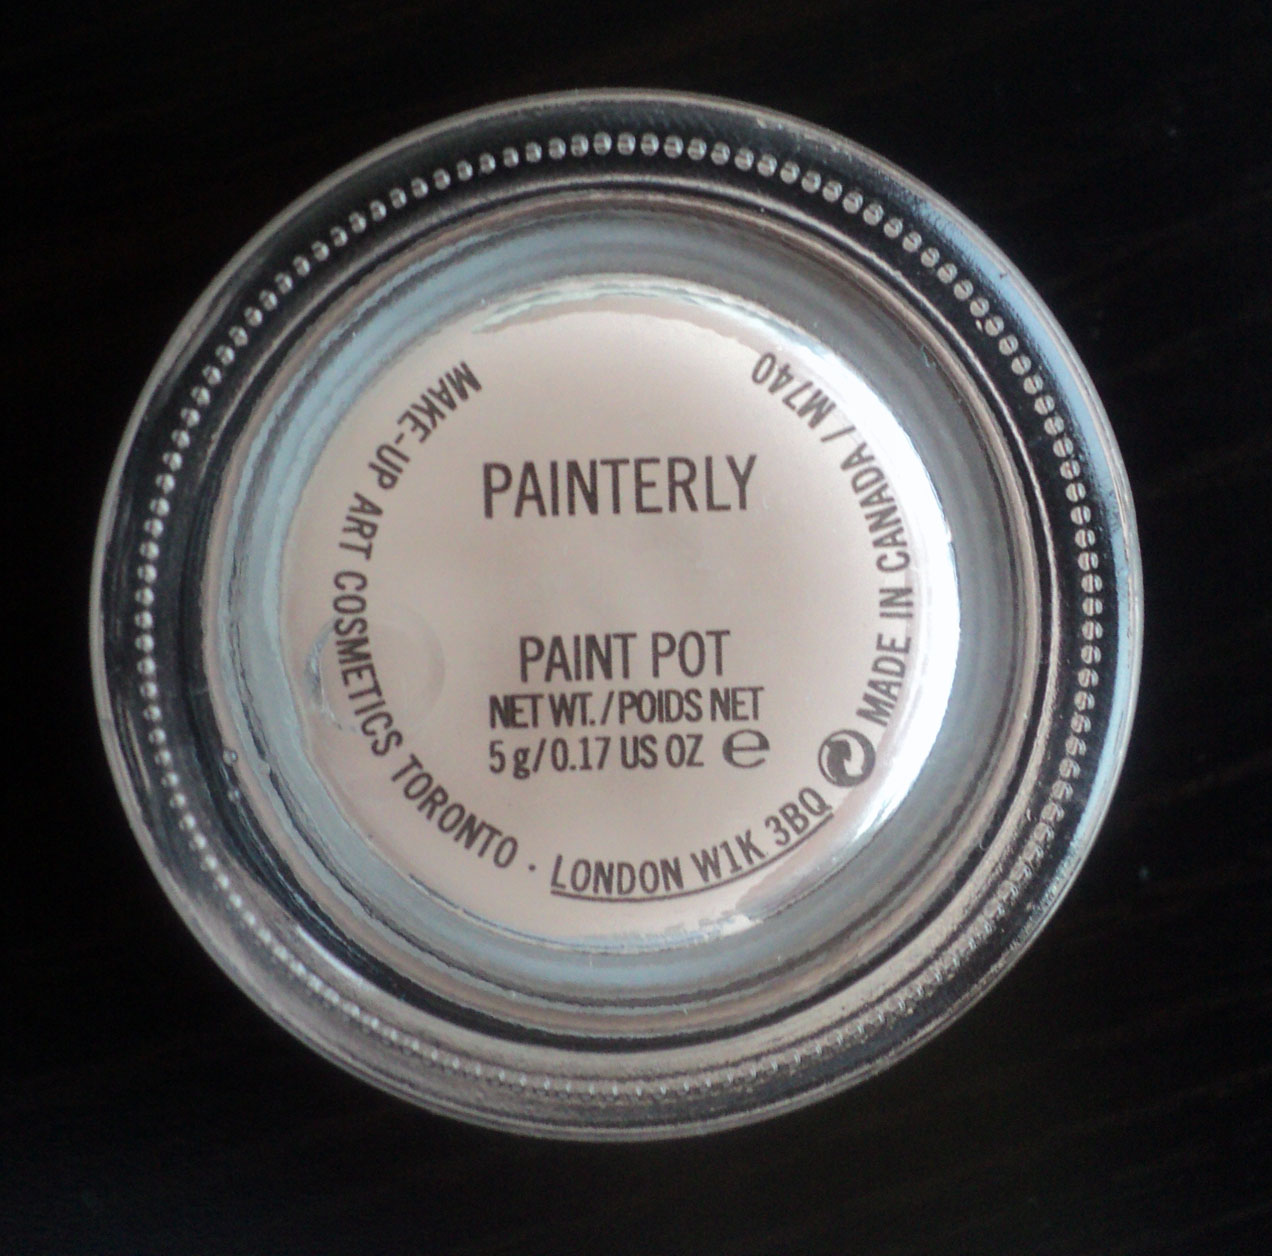 PAINTERLY
PAINT POT
NET WT./POIDS NET
5 g/0.17 US OZ ℮
MAKE-UP ART COSMETICS TORONTO · LONDON W1K 3BQ
MADE IN CANADA / M740